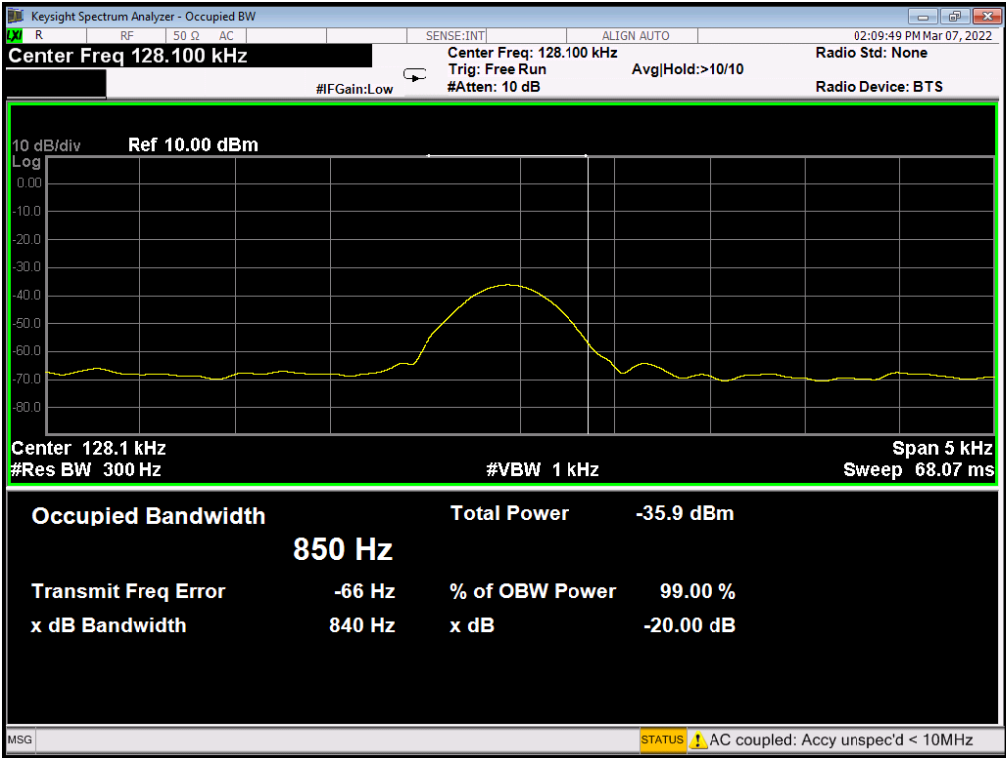 Keysight Spectrum Analyzer - Occupied BW
LXI R RF 50 Ω AC SENSE:INT ALIGN AUTO 02:09:49 PM Mar 07, 2022
Center Freq 128.100 kHz
Center Freq: 128.100 kHz
Radio Std: None
Trig: Free Run
Avg|Hold:>10/10
#IFGain:Low
#Atten: 10 dB
Radio Device: BTS
10 dB/div Ref 10.00 dBm
Log
0.00
-10.0
-20.0
-30.0
-40.0
-50.0
-60.0
-70.0
-80.0
Center 128.1 kHz Span 5 kHz
#Res BW 300 Hz #VBW 1 kHz Sweep 68.07 ms
Occupied Bandwidth Total Power -35.9 dBm
850 Hz
Transmit Freq Error -66 Hz % of OBW Power 99.00 %
x dB Bandwidth 840 Hz x dB -20.00 dB
MSG STATUS AC coupled: Accy unspec'd < 10MHz